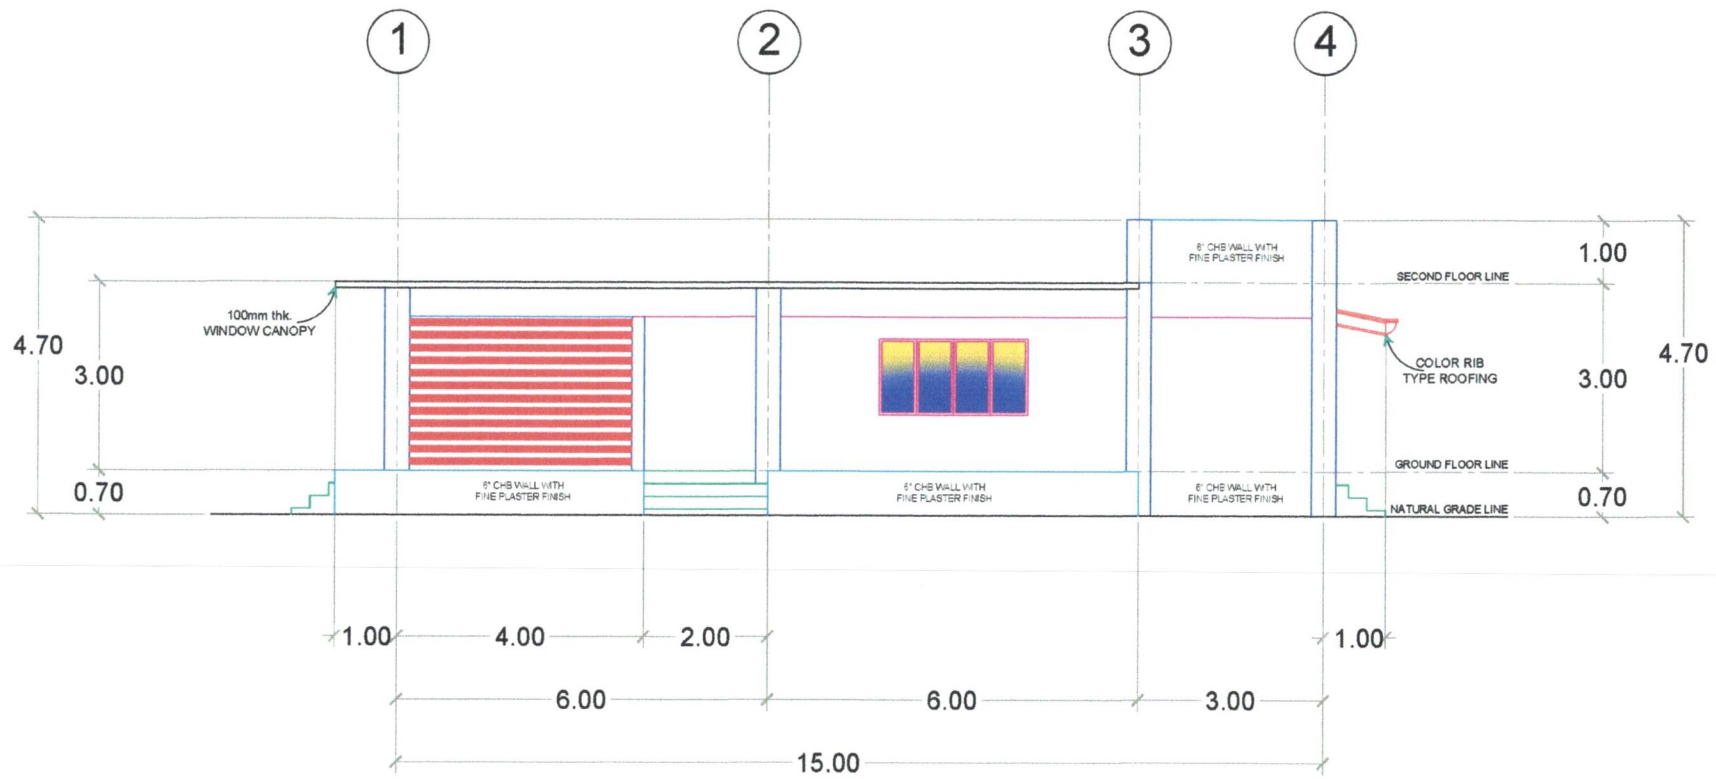 1
2
3
4
6" CHB WALL WITH
FINE PLASTER FINISH
1.00
SECOND FLOOR LINE
100mm thk.
WINDOW CANOPY
4.70
3.00
COLOR RIB
TYPE ROOFING
3.00
4.70
GROUND FLOOR LINE
0.70
6" CHB WALL WITH
FINE PLASTER FINISH
6" CHB WALL WITH
FINE PLASTER FINISH
6" CHB WALL WITH
FINE PLASTER FINISH
0.70
NATURAL GRADE LINE
1.00
4.00
2.00
1.00
6.00
6.00
3.00
15.00